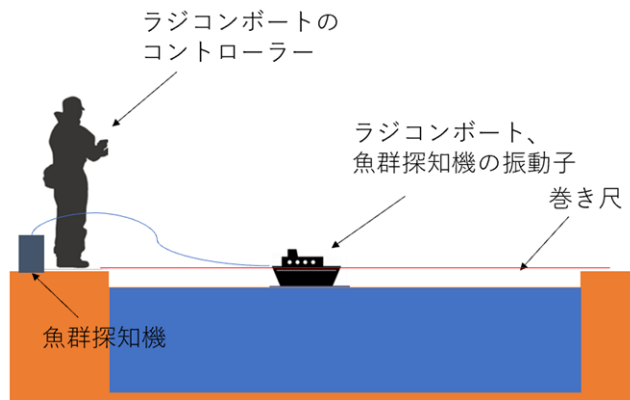 ラジコンボートの
コントローラー
ラジコンボート、
魚群探知機の振動子
巻き尺
魚群探知機